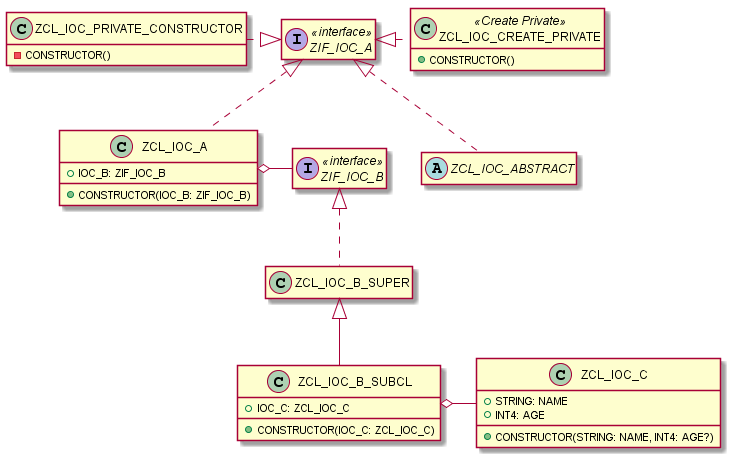 C ZCL_IOC_PRIVATE_CONSTRUCTOR
CONSTRUCTOR()
I «interface»
ZIF_IOC_A
C «Create Private»
ZCL_IOC_CREATE_PRIVATE
CONSTRUCTOR()
C ZCL_IOC_A
IOC_B: ZIF_IOC_B
CONSTRUCTOR(IOC_B: ZIF_IOC_B)
I «interface»
ZIF_IOC_B
A ZCL_IOC_ABSTRACT
C ZCL_IOC_B_SUPER
C ZCL_IOC_B_SUBCL
IOC_C: ZCL_IOC_C
CONSTRUCTOR(IOC_C: ZCL_IOC_C)
C ZCL_IOC_C
STRING: NAME
INT4: AGE
CONSTRUCTOR(STRING: NAME, INT4: AGE?)